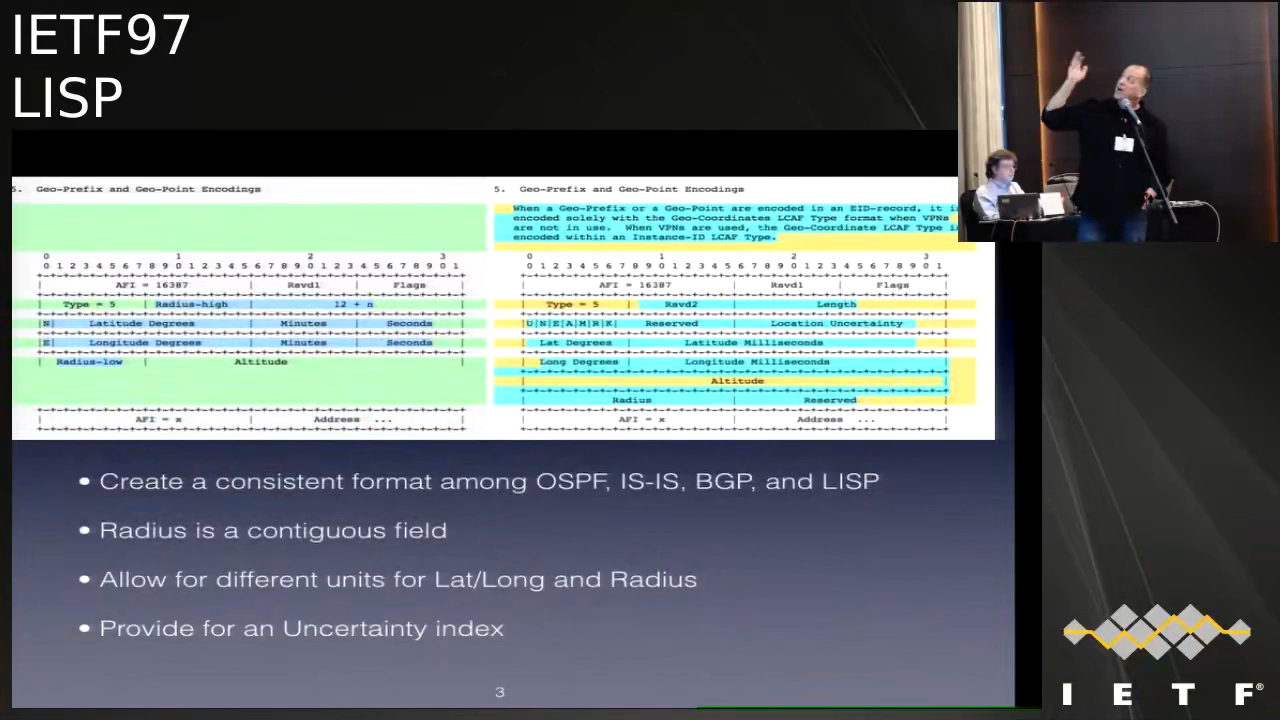 IETF97
LISP
5. Geo-Prefix and Geo-Point Encodings
0 1 2 3
0 1 2 3 4 5 6 7 8 9 0 1 2 3 4 5 6 7 8 9 0 1 2 3 4 5 6 7 8 9 0 1
| AFI = 16387 | Rsvd1 | Flags |
| Type = 5 | Radius-high | 12 + n |
|N| Latitude Degrees | Minutes | Seconds |
|E| Longitude Degrees | Minutes | Seconds |
| Radius-low | Altitude |
| AFI = x | Address ... |
5. Geo-Prefix and Geo-Point Encodings
When a Geo-Prefix or a Geo-Point are encoded in an EID-record, it i
encoded solely with the Geo-Coordinates LCAF Type format when VPNs
are not in use. When VPNs are used, the Geo-Coordinate LCAF Type i
encoded within an Instance-ID LCAF Type.
0 1 2 3
0 1 2 3 4 5 6 7 8 9 0 1 2 3 4 5 6 7 8 9 0 1 2 3 4 5 6 7 8 9 0 1
| AFI = 16387 | Rsvd1 | Flags |
| Type = 5 | Rsvd2 | Length |
|U|N|E|A|M|R|K| Reserved | Location Uncertainty |
| Lat Degrees | Latitude Milliseconds |
| Long Degrees | Longitude Milliseconds |
| Altitude |
| Radius | Reserved |
| AFI = x | Address ... |
• Create a consistent format among OSPF, IS-IS, BGP, and LISP
• Radius is a contiguous field
• Allow for different units for Lat/Long and Radius
• Provide for an Uncertainty index
3
I E T F®